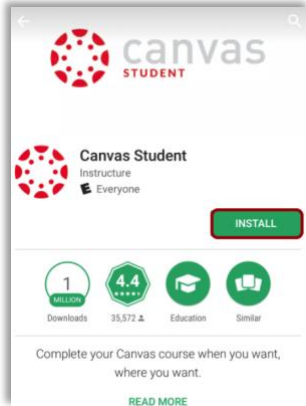 canvas
STUDENT
Canvas Student
Instructure
E Everyone
INSTALL
1
MILLION
4.4
Downloads
35,572
Education
Similar
Complete your Canvas course when you want,
where you want.
READ MORE